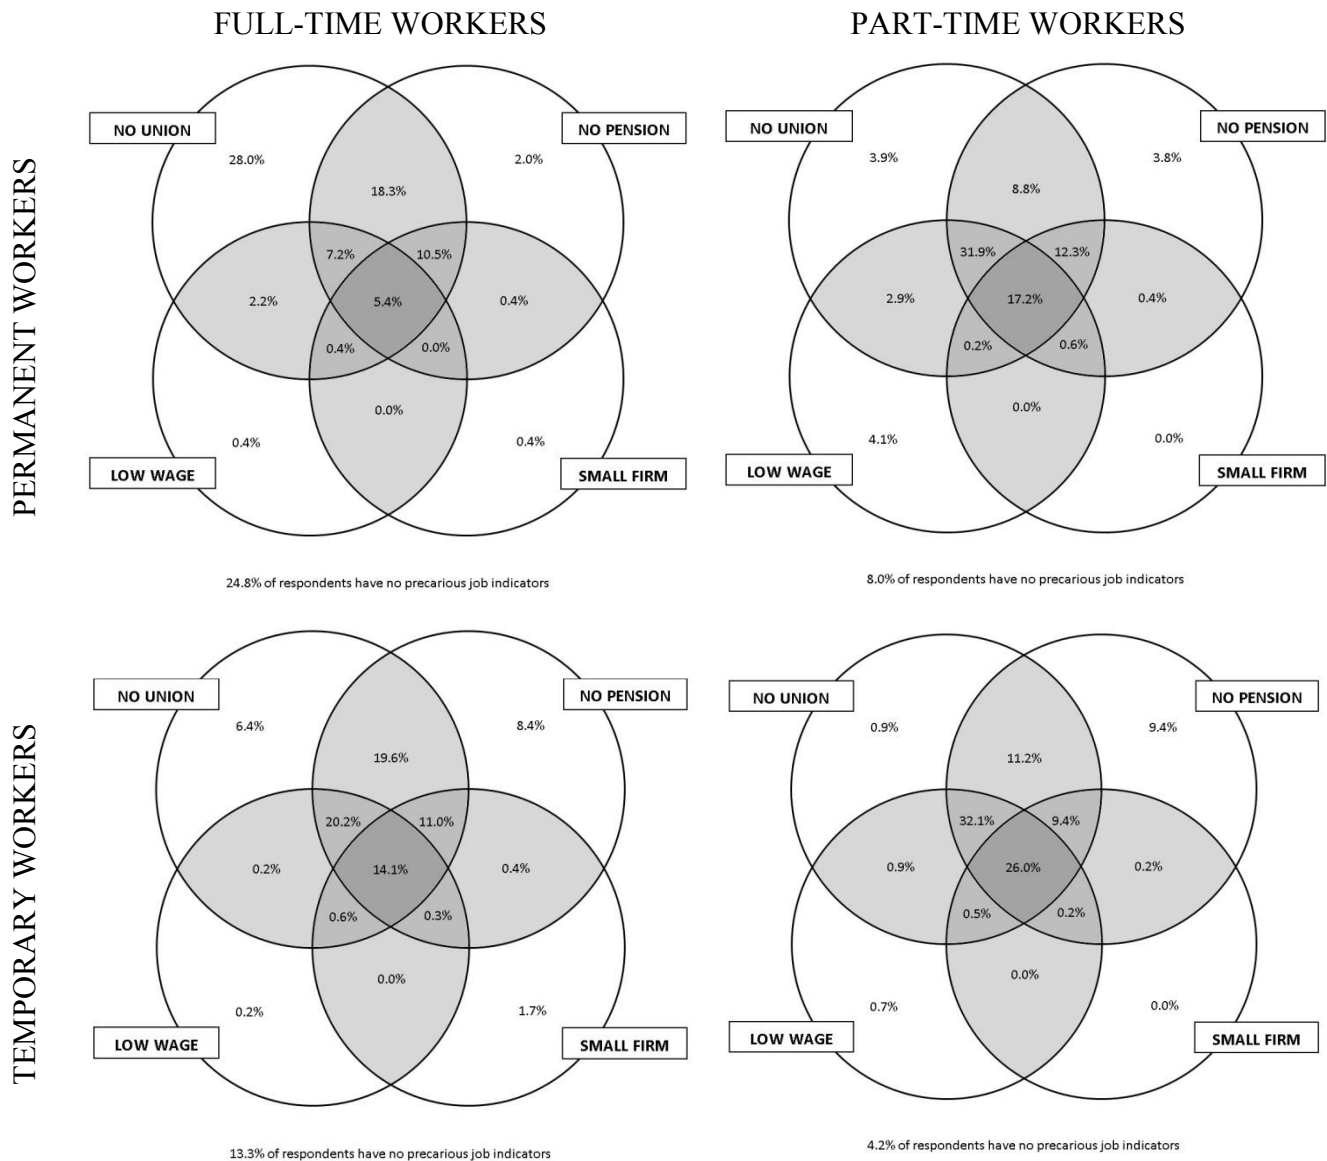 FULL-TIME WORKERS
PART-TIME WORKERS
PERMANENT WORKERS
NO UNION
NO PENSION
28.0%
2.0%
18.3%
7.2%
10.5%
2.2%
5.4%
0.4%
0.4%
0.0%
0.0%
0.4%
0.4%
LOW WAGE
SMALL FIRM
24.8% of respondents have no precarious job indicators
NO UNION
NO PENSION
3.9%
3.8%
8.8%
31.9%
12.3%
2.9%
17.2%
0.4%
0.2%
0.6%
0.0%
4.1%
0.0%
LOW WAGE
SMALL FIRM
8.0% of respondents have no precarious job indicators
TEMPORARY WORKERS
NO UNION
NO PENSION
6.4%
8.4%
19.6%
20.2%
11.0%
0.2%
14.1%
0.4%
0.6%
0.3%
0.0%
0.2%
1.7%
LOW WAGE
SMALL FIRM
13.3% of respondents have no precarious job indicators
NO UNION
NO PENSION
0.9%
9.4%
11.2%
32.1%
9.4%
0.9%
26.0%
0.2%
0.5%
0.2%
0.0%
0.7%
0.0%
LOW WAGE
SMALL FIRM
4.2% of respondents have no precarious job indicators